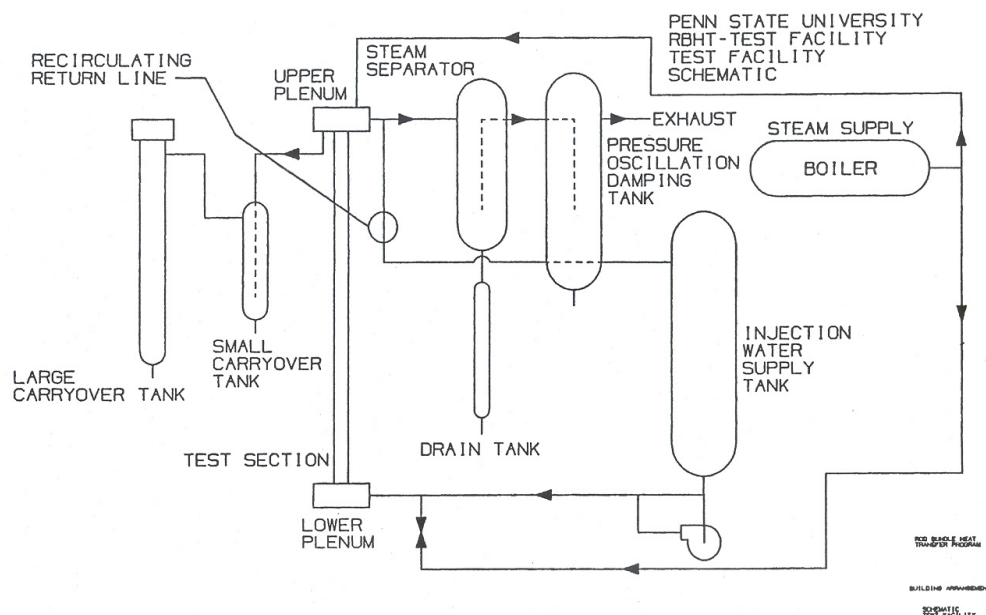 PENN STATE UNIVERSITY
RBHT-TEST FACILITY
TEST FACILITY
SCHEMATIC
RECIRCULATING
RETURN LINE
UPPER
PLENUM
STEAM
SEPARATOR
EXHAUST
PRESSURE
OSCILLATION
DAMPING
TANK
STEAM SUPPLY
BOILER
INJECTION
WATER
SUPPLY
TANK
SMALL
CARRYOVER
TANK
LARGE
CARRYOVER TANK
DRAIN TANK
TEST SECTION
LOWER
PLENUM
ROD BUNDLE HEAT
TRANSFER PROGRAM
BUILDING ARRANGEMENT
SCHEMATIC
TEST FACILITY